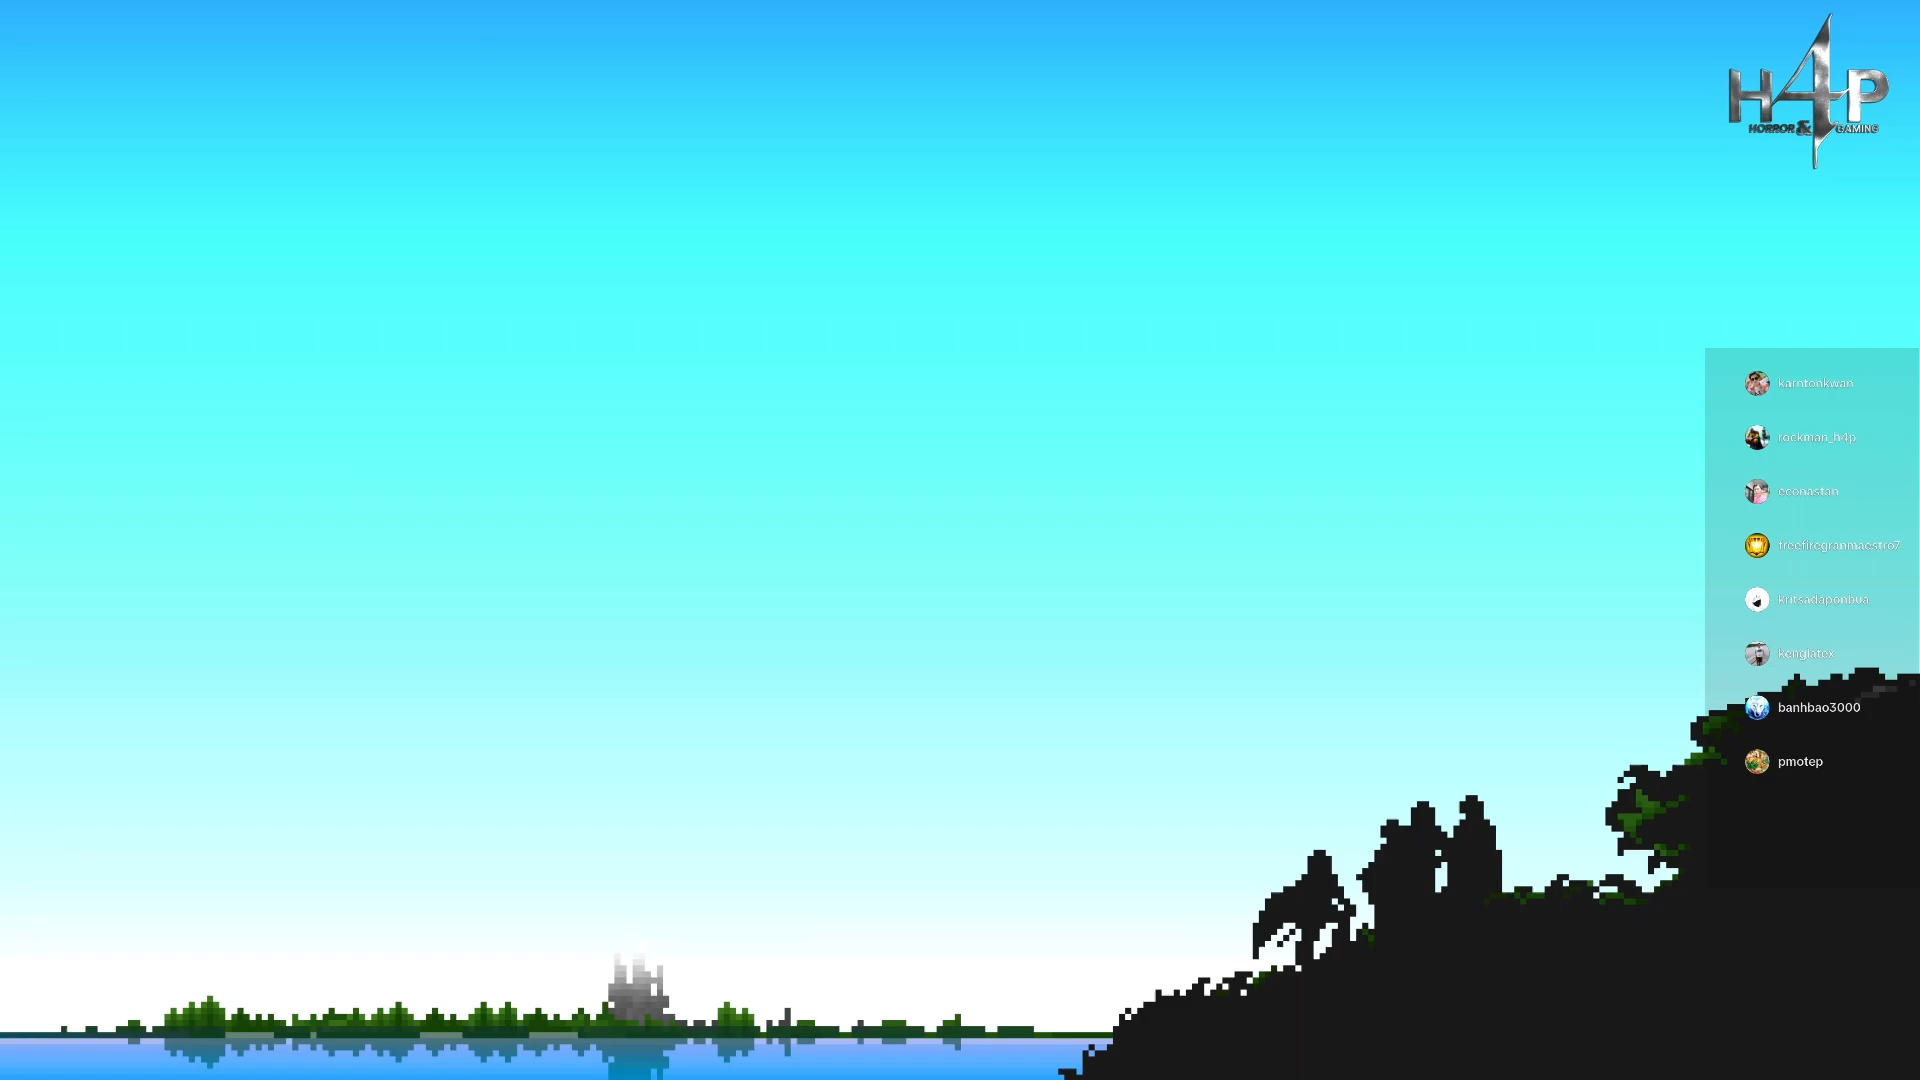 H4P
HORROR & GAMING
karntonkwan
rockman_h4p
econastan
freefiregranmaestro7
kritsadaponbua
kenglatex
banhbao3000
pmotep